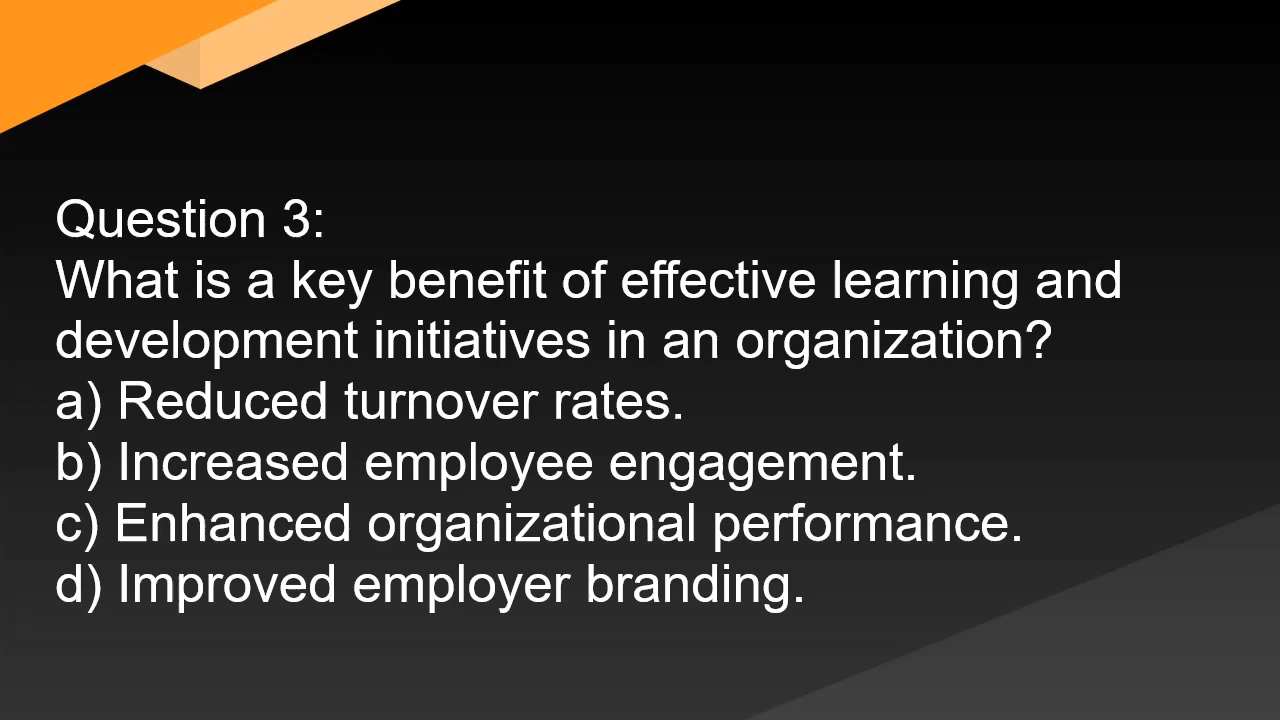 Question 3:
What is a key benefit of effective learning and
development initiatives in an organization?
a) Reduced turnover rates.
b) Increased employee engagement.
c) Enhanced organizational performance.
d) Improved employer branding.